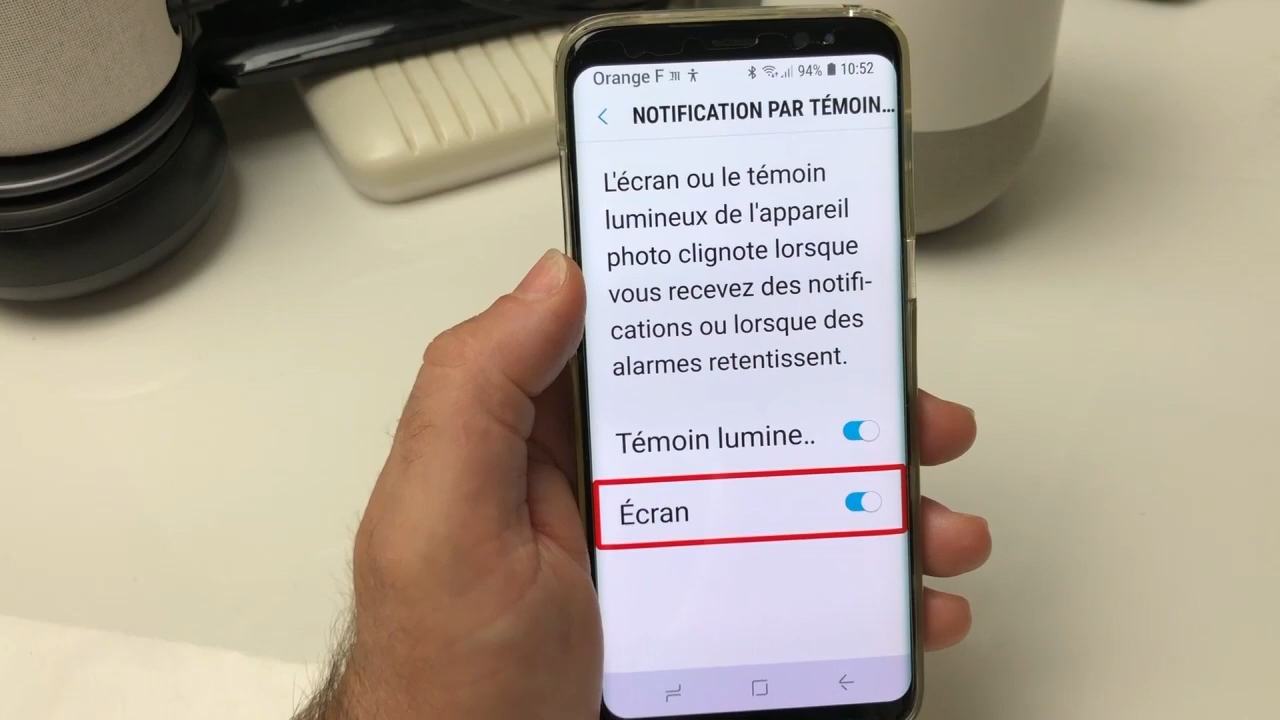 Orange F 94% 10:52
NOTIFICATION PAR TÉMOIN...
L'écran ou le témoin
lumineux de l'appareil
photo clignote lorsque
vous recevez des notifi-
cations ou lorsque des
alarmes retentissent.
Témoin lumine..
Écran